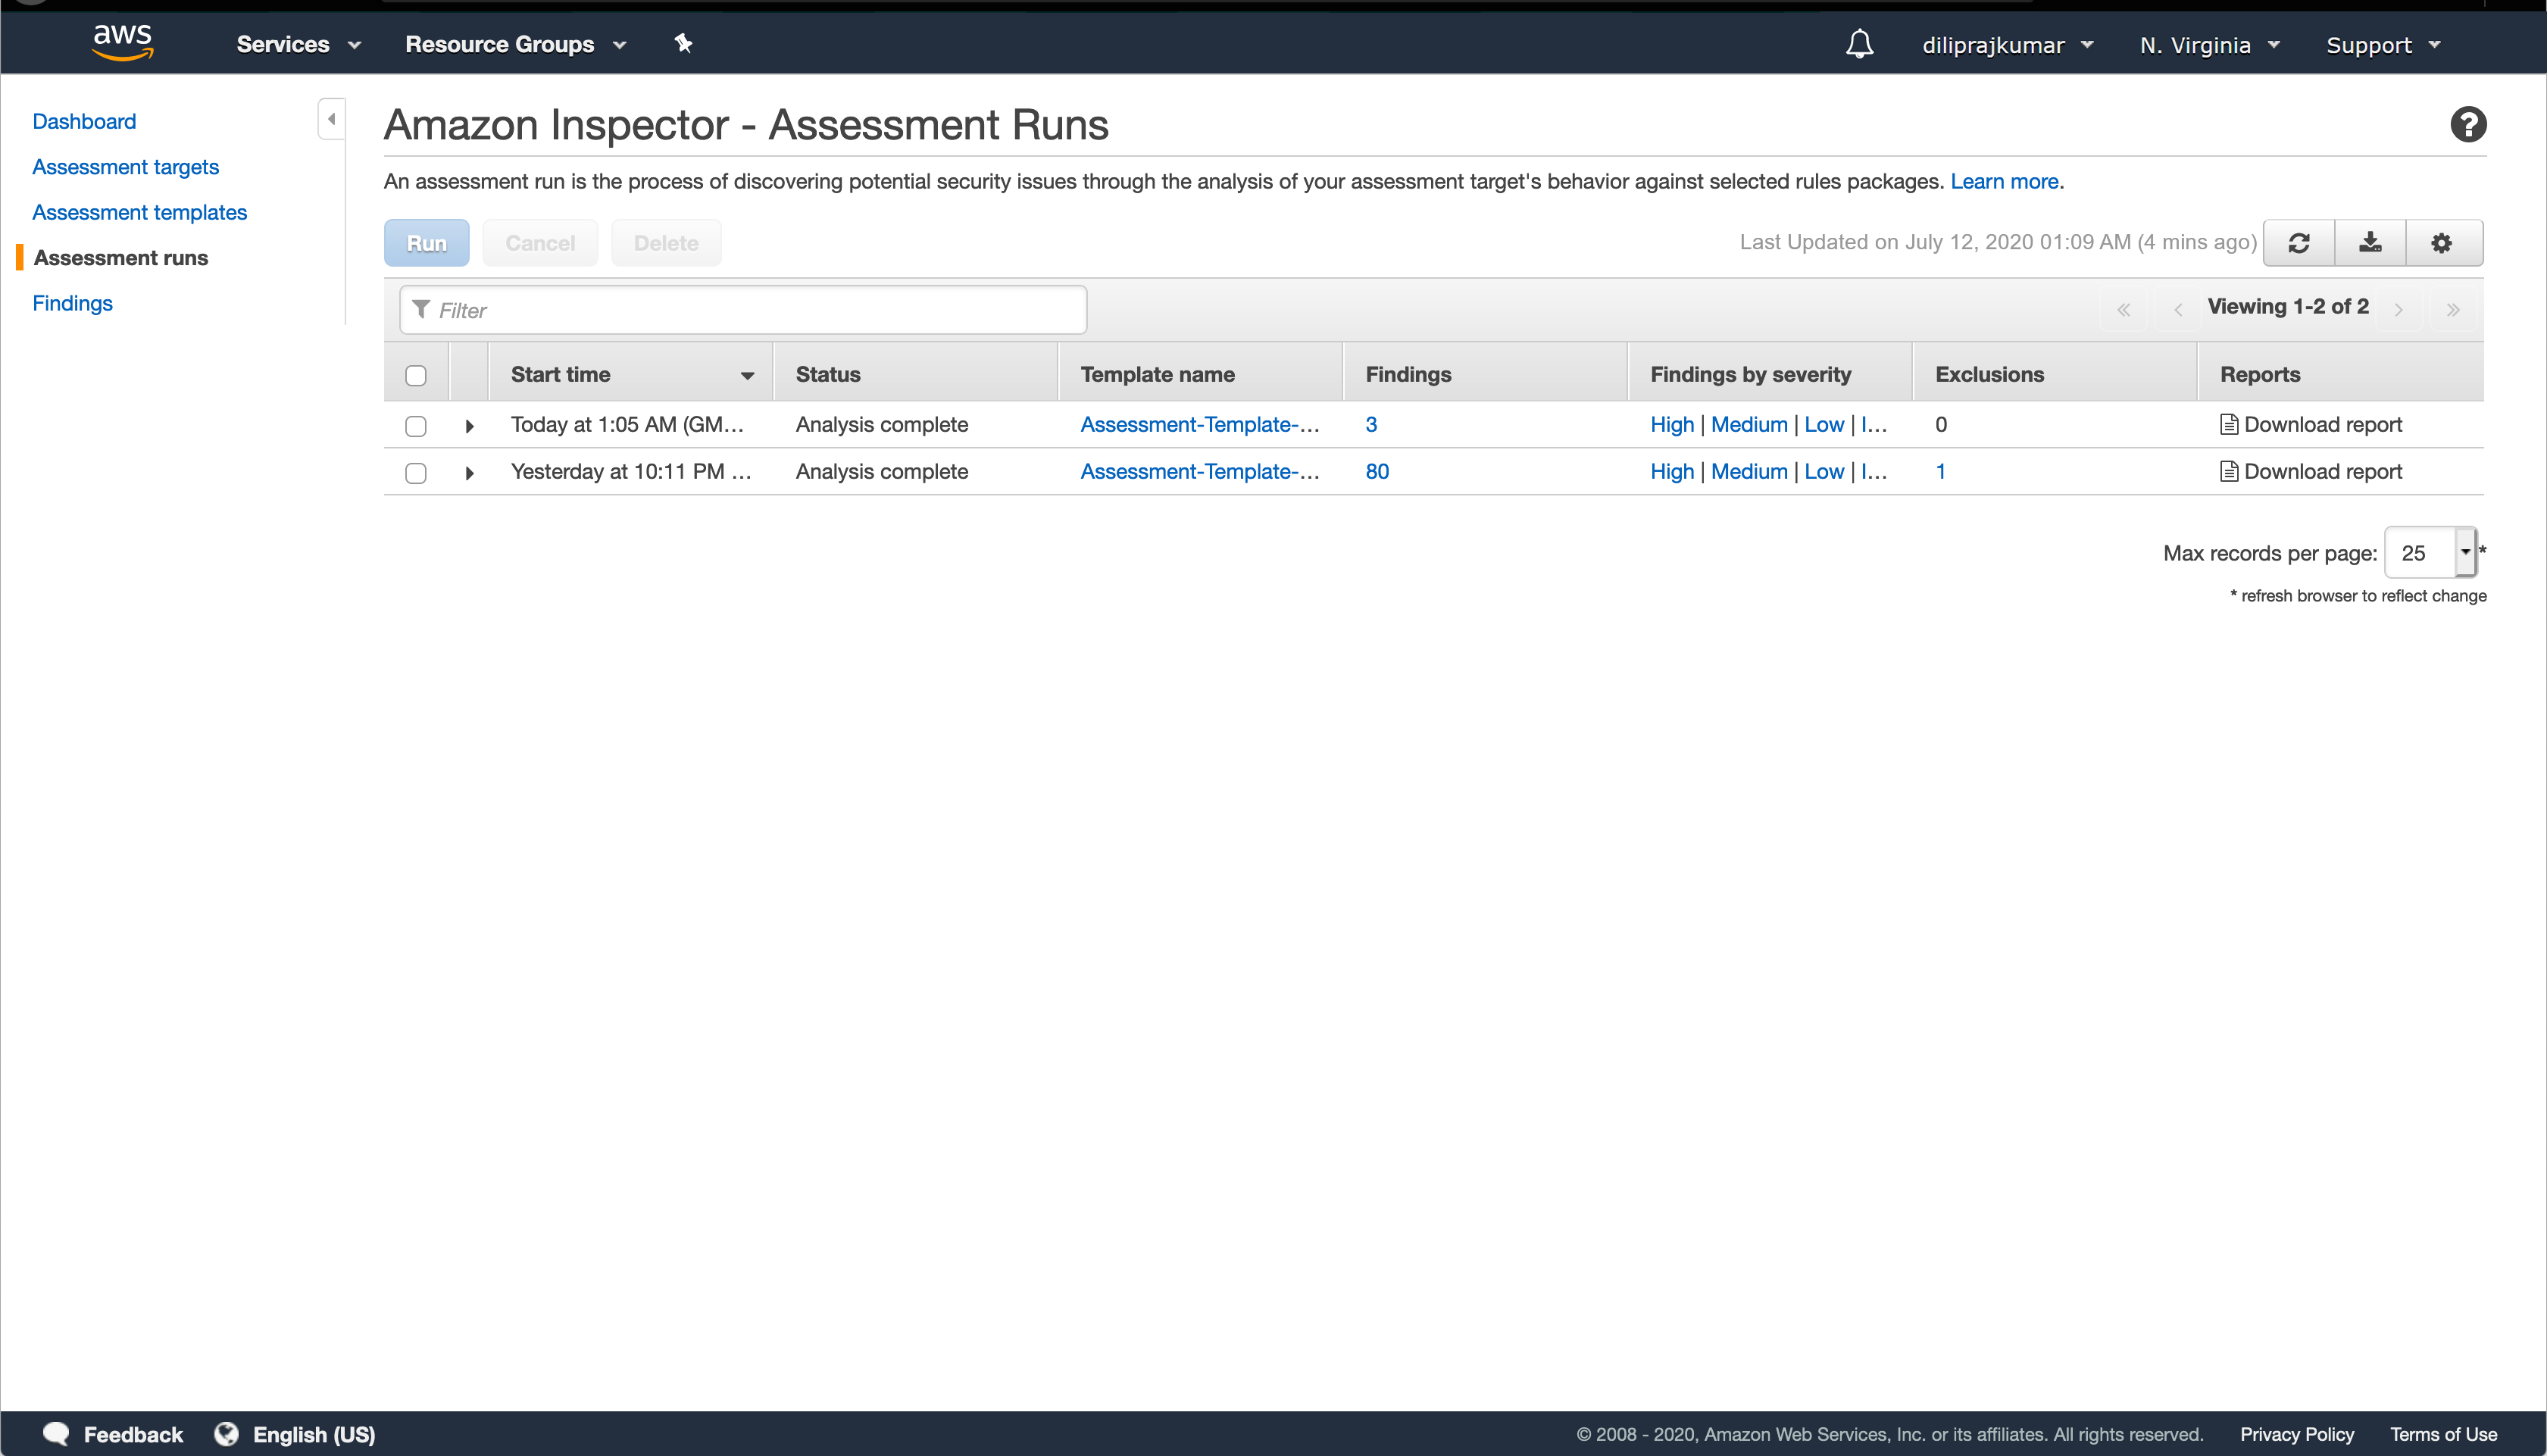 aws Services Resource Groups diliprajkumar N. Virginia Support
Dashboard
Assessment targets
Assessment templates
Assessment runs
Findings
Amazon Inspector - Assessment Runs
An assessment run is the process of discovering potential security issues through the analysis of your assessment target's behavior against selected rules packages. Learn more.
Run Cancel Delete Last Updated on July 12, 2020 01:09 AM (4 mins ago)
Filter Viewing 1-2 of 2
Start time Status Template name Findings Findings by severity Exclusions Reports
Today at 1:05 AM (GM... Analysis complete Assessment-Template-... 3 High | Medium | Low | I... 0 Download report
Yesterday at 10:11 PM ... Analysis complete Assessment-Template-... 80 High | Medium | Low | I... 1 Download report
Max records per page: 25 *
* refresh browser to reflect change
Feedback English (US) © 2008 - 2020, Amazon Web Services, Inc. or its affiliates. All rights reserved. Privacy Policy Terms of Use